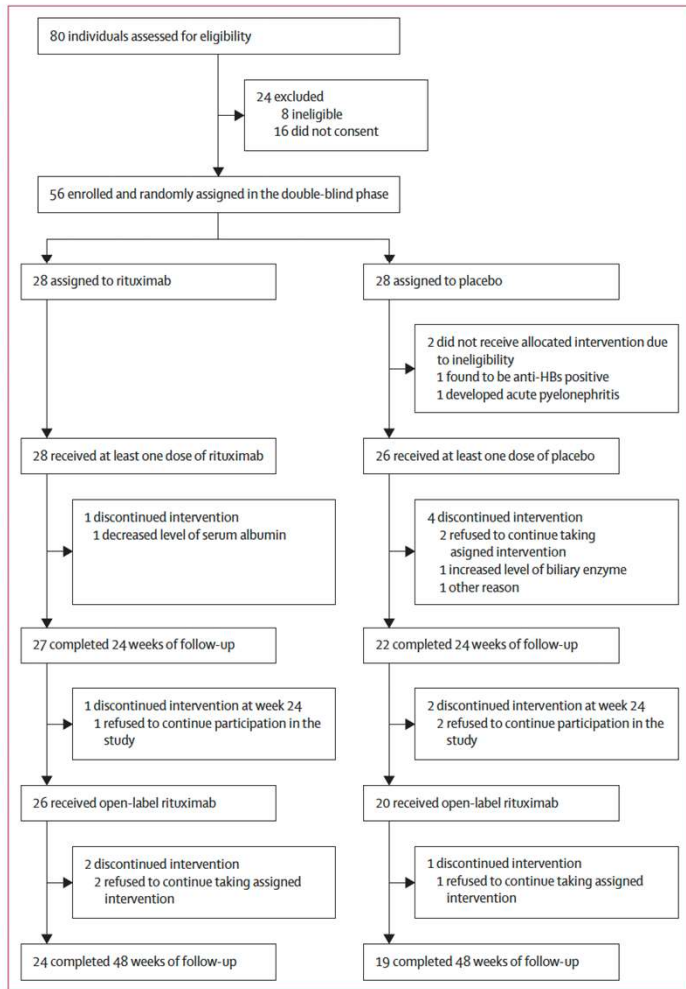 80 individuals assessed for eligibility
24 excluded
8 ineligible
16 did not consent
56 enrolled and randomly assigned in the double-blind phase
28 assigned to rituximab
28 assigned to placebo
2 did not receive allocated intervention due
to ineligibility
1 found to be anti-HBs positive
1 developed acute pyelonephritis
28 received at least one dose of rituximab
26 received at least one dose of placebo
1 discontinued intervention
1 decreased level of serum albumin
4 discontinued intervention
2 refused to continue taking
asigned intervention
1 increased level of biliary enzyme
1 other reason
27 completed 24 weeks of follow-up
22 completed 24 weeks of follow-up
1 discontinued intervention at week 24
1 refused to continue participation in the
study
2 discontinued intervention at week 24
2 refused to continue participation in the
study
26 received open-label rituximab
20 received open-label rituximab
2 discontinued intervention
2 refused to continue taking assigned
intervention
1 discontinued intervention
1 refused to continue taking assigned
intervention
24 completed 48 weeks of follow-up
19 completed 48 weeks of follow-up